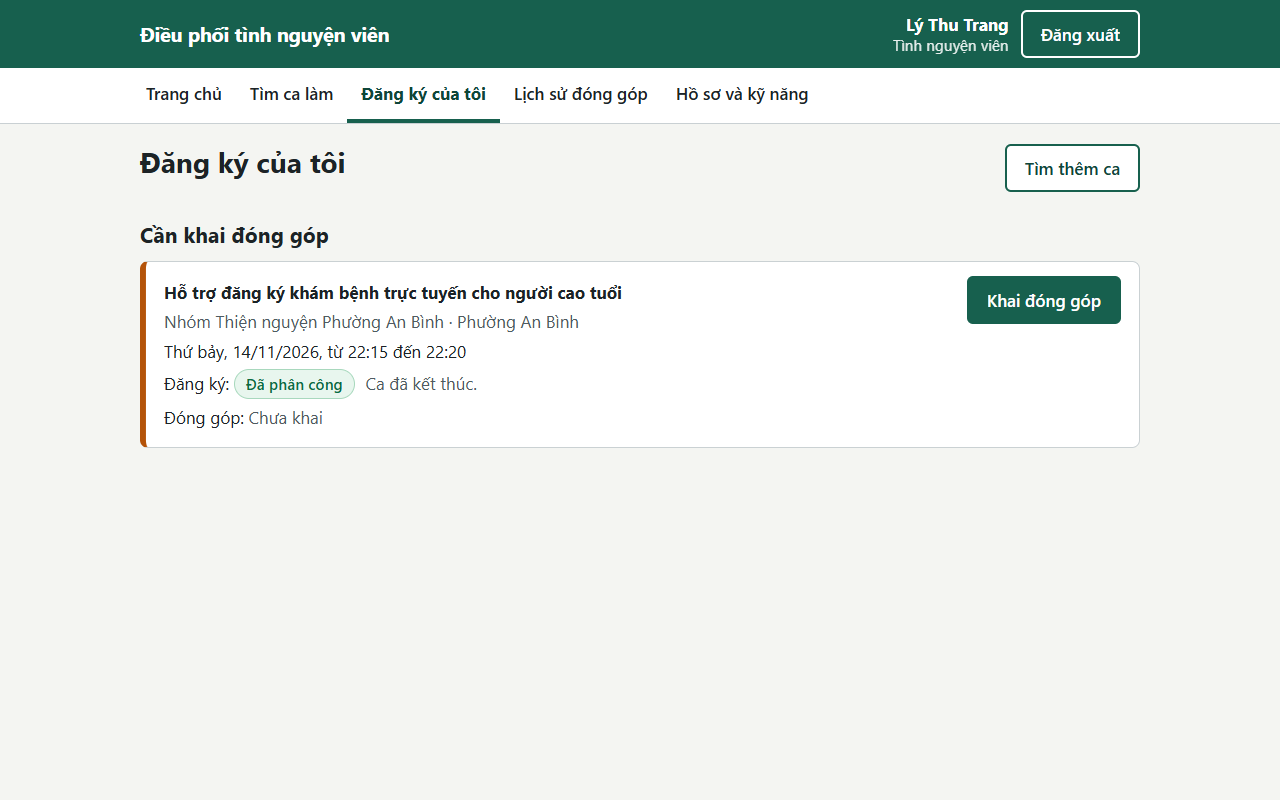 Điều phối tình nguyện viên
Lý Thu Trang
Tình nguyện viên
Đăng xuất
Trang chủ
Tìm ca làm
Đăng ký của tôi
Lịch sử đóng góp
Hồ sơ và kỹ năng
Đăng ký của tôi
Tìm thêm ca
Cần khai đóng góp
Hỗ trợ đăng ký khám bệnh trực tuyến cho người cao tuổi
Khai đóng góp
Nhóm Thiện nguyện Phường An Bình · Phường An Bình
Thứ bảy, 14/11/2026, từ 22:15 đến 22:20
Đăng ký: Đã phân công Ca đã kết thúc.
Đóng góp: Chưa khai